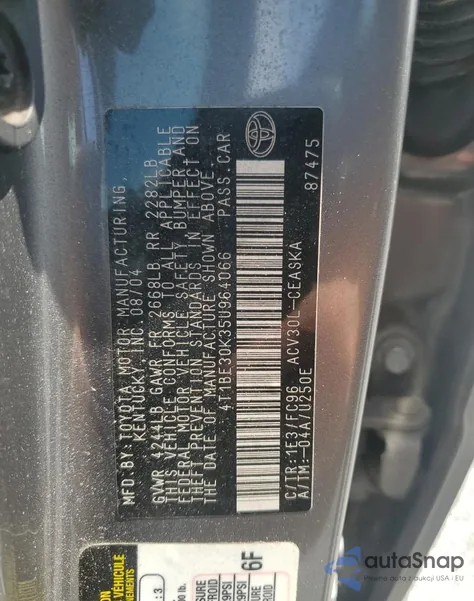 MFD.BY:TOYOTA MOTOR MANUFACTURING,
KENTUCKY, INC. 08/04
GVWR 4244LB GAWR FR 2668LB RR 2282LB
THIS VEHICLE CONFORMS TO ALL APPLICABLE
FEDERAL MOTOR VEHICLE SAFETY, BUMPER AND
THEFT PREVENTION STANDARDS IN EFFECT ON
THE DATE OF MANUFACTURE SHOWN ABOVE.
4T1BE30K35U964066 PASS CAR
C/TR:1E3/FC96 ACV30L-CEASKA
A/TM:-04A/U250E
87475
VÉHICULE
6F
autoSnap